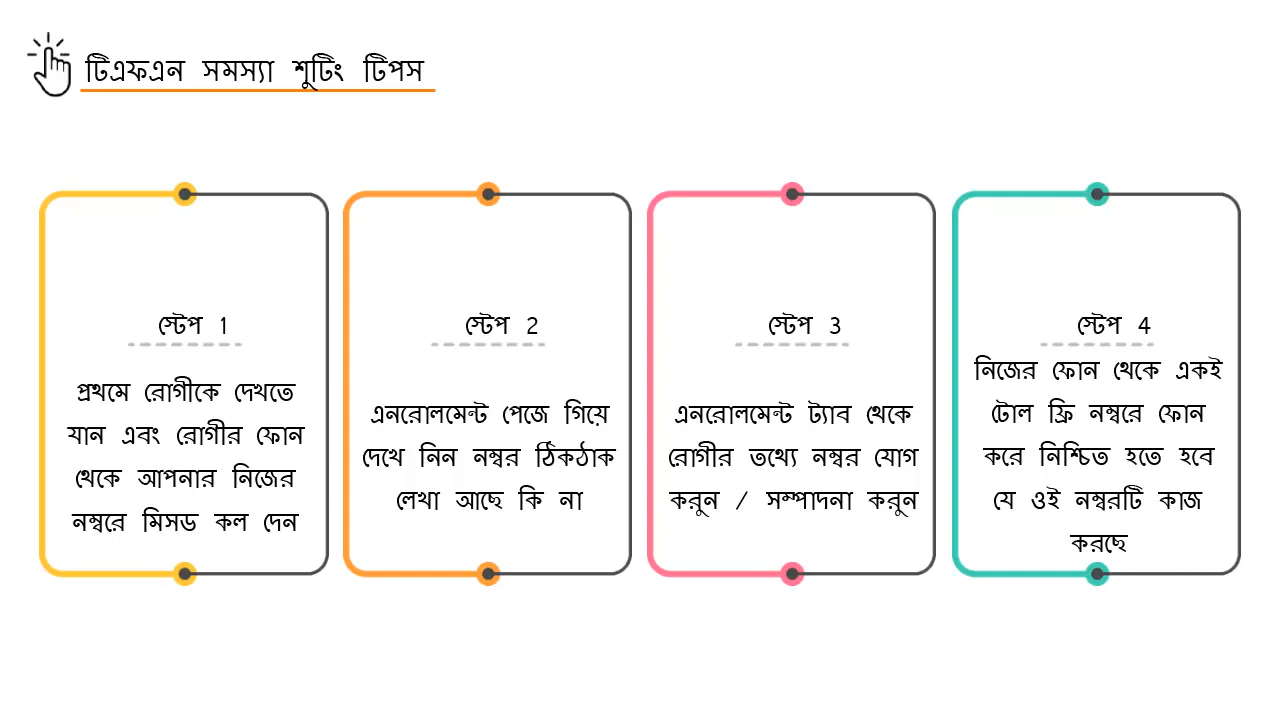 টিএফএন সমস্যা শুটিং টিপস
স্টেপ 1
প্রথমে রোগীকে দেখতে
যান এবং রোগীর ফোন
থেকে আপনার নিজের
নম্বরে মিসড কল দেন
স্টেপ 2
এনরোলমেন্ট পেজে গিয়ে
দেখে নিন নম্বর ঠিকঠাক
লেখা আছে কি না
স্টেপ 3
এনরোলমেন্ট ট্যাব থেকে
রোগীর তথ্যে নম্বর যোগ
করুন / সম্পাদনা করুন
স্টেপ 4
নিজের ফোন থেকে একই
টোল ফ্রি নম্বরে ফোন
করে নিশ্চিত হতে হবে
যে ওই নম্বরটি কাজ
করছে